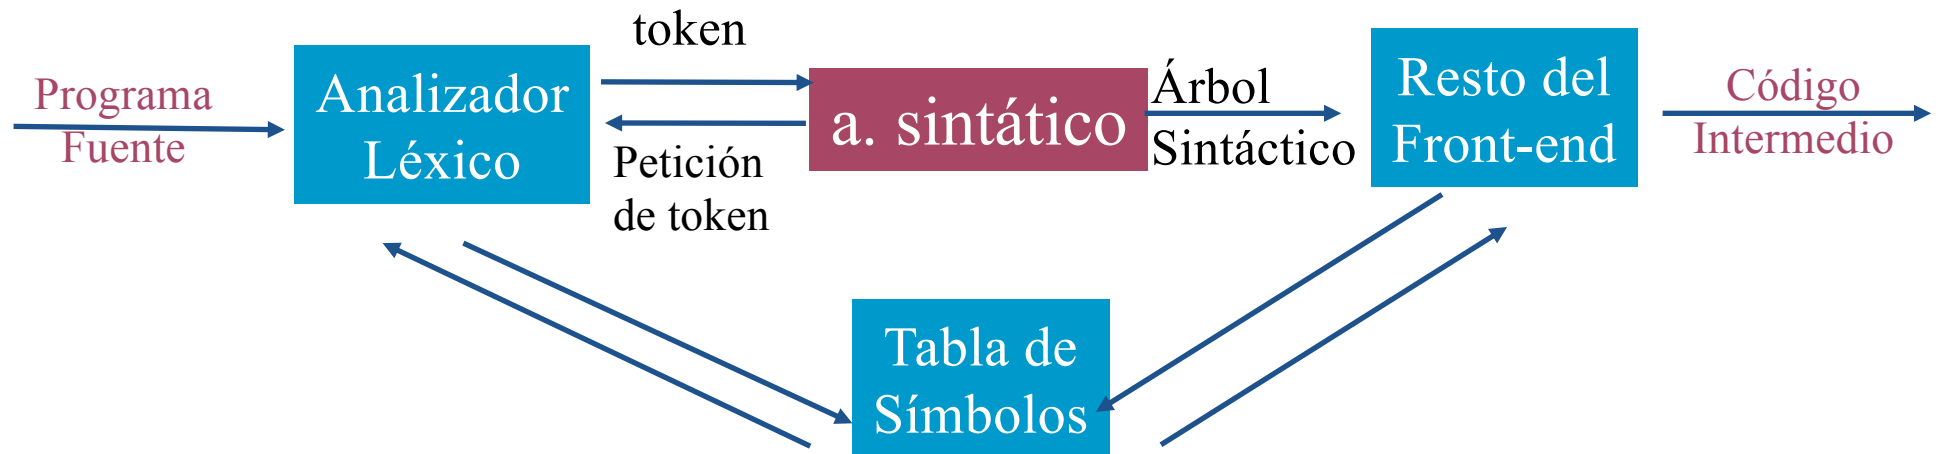 Programa
Fuente
Analizador
Léxico
token
Petición
de token
a. sintático
Árbol
Sintáctico
Resto del
Front-end
Código
Intermedio
Tabla de
Símbolos